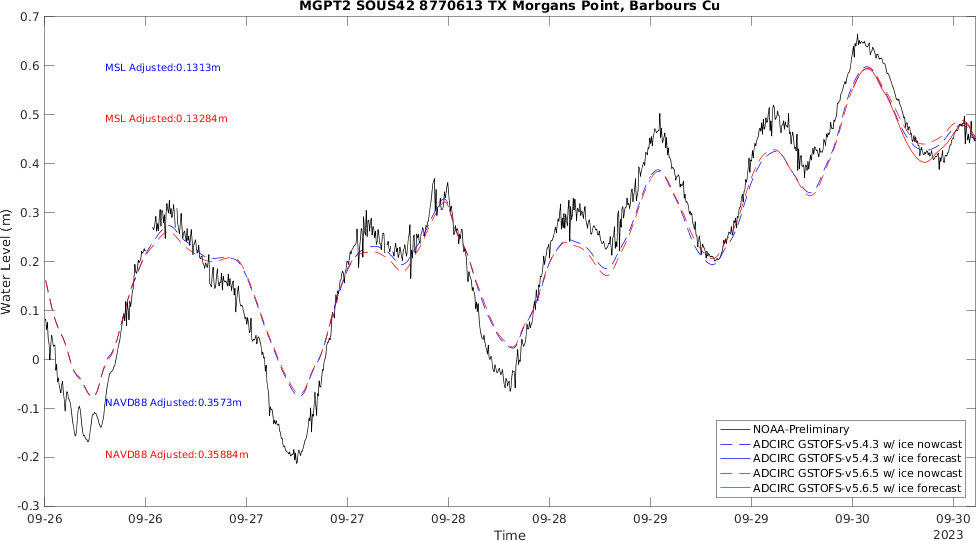 MGPT2 SOUS42 8770613 TX Morgans Point, Barbours Cu
0.7
0.6
0.5
0.4
0.3
0.2
0.1
0
-0.1
-0.2
-0.3
Water Level (m)
MSL Adjusted:0.1313m
MSL Adjusted:0.13284m
NAVD88 Adjusted:0.3573m
NAVD88 Adjusted:0.35884m
NOAA-Preliminary
ADCIRC GSTOFS-v5.4.3 w/ ice nowcast
ADCIRC GSTOFS-v5.4.3 w/ ice forecast
ADCIRC GSTOFS-v5.6.5 w/ ice nowcast
ADCIRC GSTOFS-v5.6.5 w/ ice forecast
09-26 09-26 09-27 09-27 09-28 09-28 09-29 09-29 09-30 09-30
Time
2023